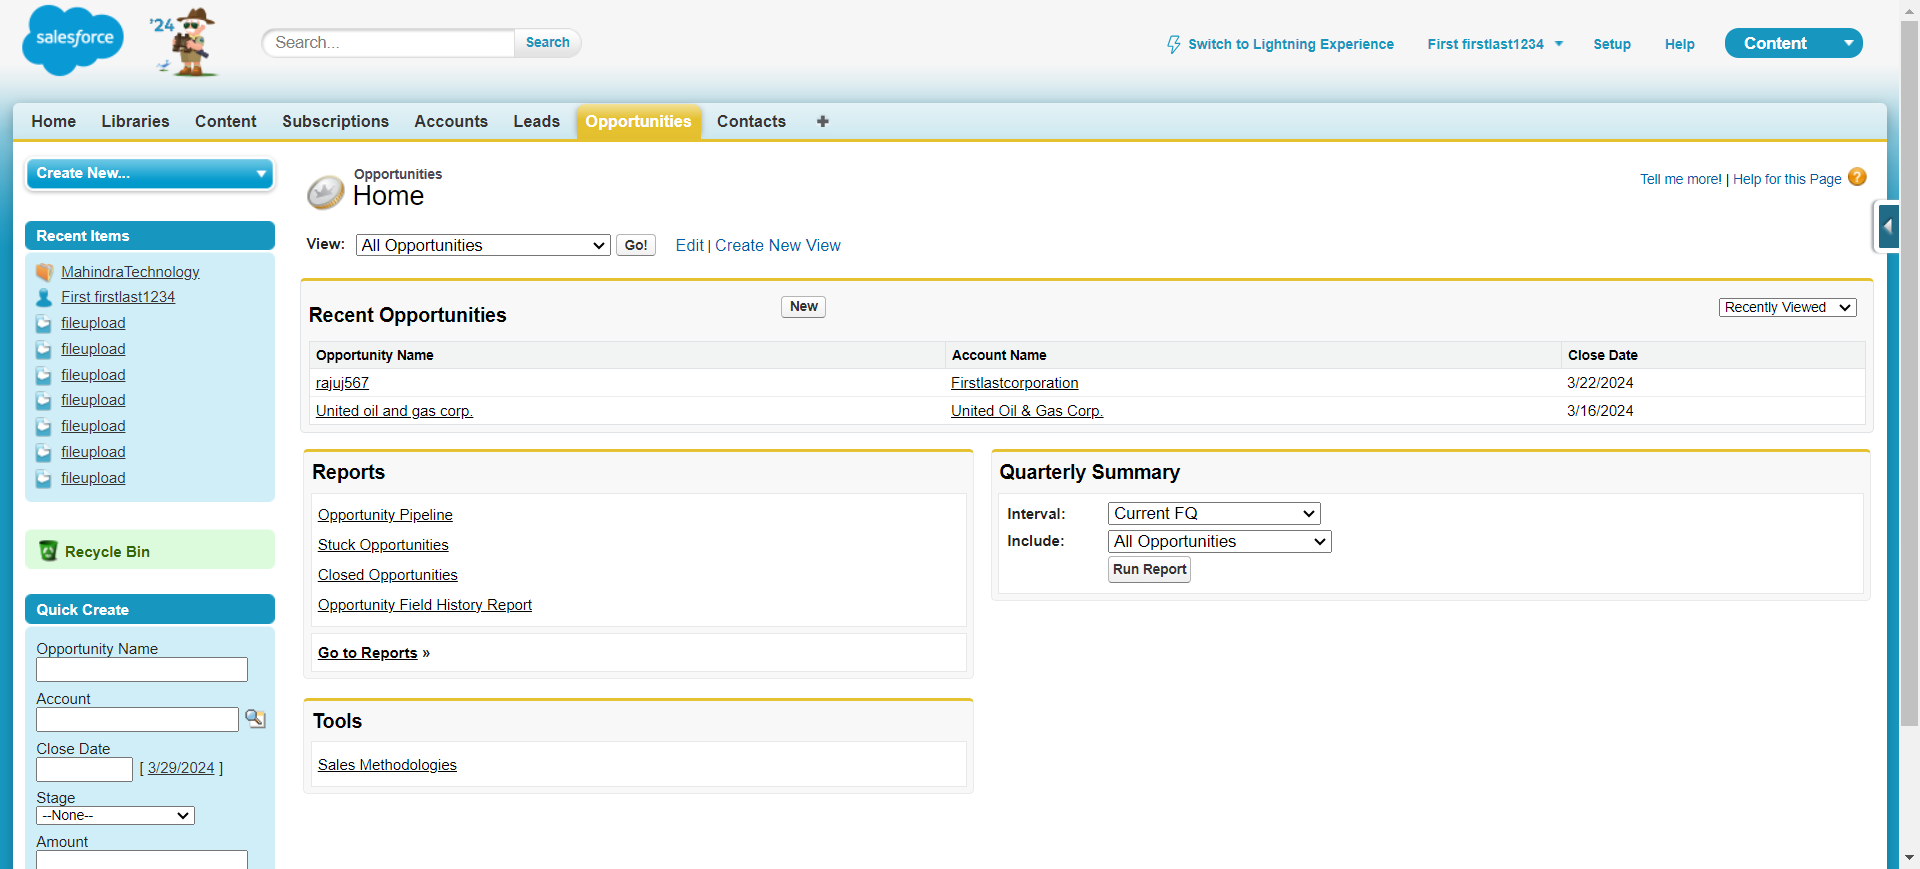 salesforce
'24
Search...
Search
Switch to Lightning Experience
First firstlast1234
Setup
Help
Content
Home
Libraries
Content
Subscriptions
Accounts
Leads
Opportunities
Contacts
+
Create New...
Recent Items
MahindraTechnology
First firstlast1234
fileupload
fileupload
fileupload
fileupload
fileupload
fileupload
fileupload
Recycle Bin
Quick Create
Opportunity Name
Account
Close Date
[ 3/29/2024 ]
Stage
--None--
Amount
Opportunities
Home
Tell me more! | Help for this Page ?
View: All Opportunities Go! Edit | Create New View
Recent Opportunities
New
Recently Viewed
Opportunity Name Account Name Close Date
rajuj567 Firstlastcorporation 3/22/2024
United oil and gas corp. United Oil & Gas Corp. 3/16/2024
Reports
Opportunity Pipeline
Stuck Opportunities
Closed Opportunities
Opportunity Field History Report
Go to Reports »
Quarterly Summary
Interval: Current FQ
Include: All Opportunities
Run Report
Tools
Sales Methodologies